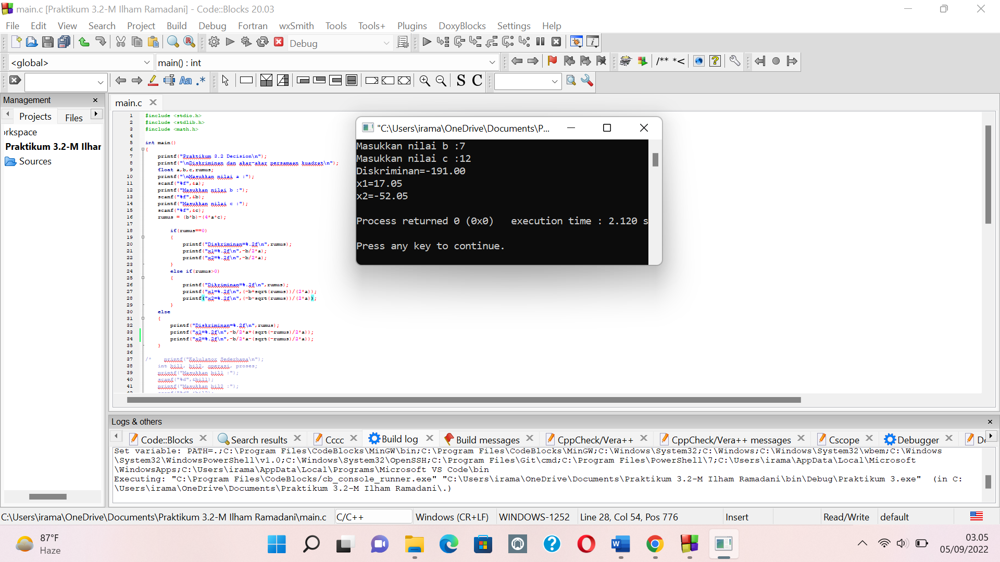 main.c [Praktikum 3.2-M Ilham Ramadani] - Code::Blocks 20.03
File Edit View Search Project Build Debug Fortran wxSmith Tools Tools+ Plugins DoxyBlocks Settings Help
Debug
<global>
main() : int
/** *<
Aa .*
S C
Management
Projects
Files
rkspace
Praktikum 3.2-M Ilhar
Sources
main.c
1 #include <stdio.h>
2 #include <stdlib.h>
3 #include <math.h>
4
5 int main()
6 {
7 printf("Praktikum 3.2 Decision\n");
8 printf("\nDiskriminan dan akar-akar persamaan kuadrat\n");
9 float a,b,c,rumus;
10 printf("\nMasukkan nilai a :");
11 scanf("%f",&a);
12 printf("Masukkan nilai b :");
13 scanf("%f",&b);
14 printf("Masukkan nilai c :");
15 scanf("%f",&c);
16 rumus = (b*b)-(4*a*c);
17
18 if(rumus==0)
19 {
20 printf("Diskriminan=%.2f\n",rumus);
21 printf("x1=%.2f\n",-b/2*a);
22 printf("x2=%.2f\n",-b/2*a);
23 }
24 else if(rumus>0)
25 {
26 printf("Dikriminan=%.2f\n",rumus);
27 printf("x1=%.2f\n",(-b+sqrt(rumus))/(2*a));
28 printf("x2=%.2f\n",(-b-sqrt(rumus))/(2*a));
29 }
30 else
31 {
32 printf("Diskriminan=%.2f\n",rumus);
33 printf("x1=%.2f\n",-b/2*a+(sqrt(-rumus)/2*a));
34 printf("x2=%.2f\n",-b/2*a-(sqrt(-rumus)/2*a));
35 }
36
37 /* printf("Kalulator Sederhana\n");
38 int bil1, bil2, operasi, proses;
39 printf("Masukkan bil1 :");
40 scanf("%d",&bil1);
41 printf("Masukkan bil2 :");
"C:\Users\irama\OneDrive\Documents\P...
Masukkan nilai b :7
Masukkan nilai c :12
Diskriminan=-191.00
x1=17.05
x2=-52.05
Process returned 0 (0x0)   execution time : 2.120 s
Press any key to continue.
Logs & others
Code::Blocks
Search results
Cccc
Build log
Build messages
CppCheck/Vera++
CppCheck/Vera++ messages
Cscope
Debugger
Set variable: PATH=.;C:\Program Files\CodeBlocks\MinGW\bin;C:\Program Files\CodeBlocks\MinGW;C:\Windows\System32;C:\Windows;C:\Windows\System32\wbem;C:\Windows
\System32\WindowsPowerShell\v1.0;C:\Windows\System32\OpenSSH;C:\Program Files\Git\cmd;C:\Program Files\PowerShell\7;C:\Users\irama\AppData\Local\Microsoft
\WindowsApps;C:\Users\irama\AppData\Local\Programs\Microsoft VS Code\bin
Executing: "C:\Program Files\CodeBlocks/cb_console_runner.exe" "C:\Users\irama\OneDrive\Documents\Praktikum 3.2-M Ilham Ramadani\bin\Debug\Praktikum 3.exe"  (in C:
\Users\irama\OneDrive\Documents\Praktikum 3.2-M Ilham Ramadani\.)
C:\Users\irama\OneDrive\Documents\Praktikum 3.2-M Ilham Ramadani\main.c
C/C++
Windows (CR+LF)
WINDOWS-1252
Line 28, Col 54, Pos 776
Insert
Read/Write
default
87°F
Haze
03.05
05/09/2022